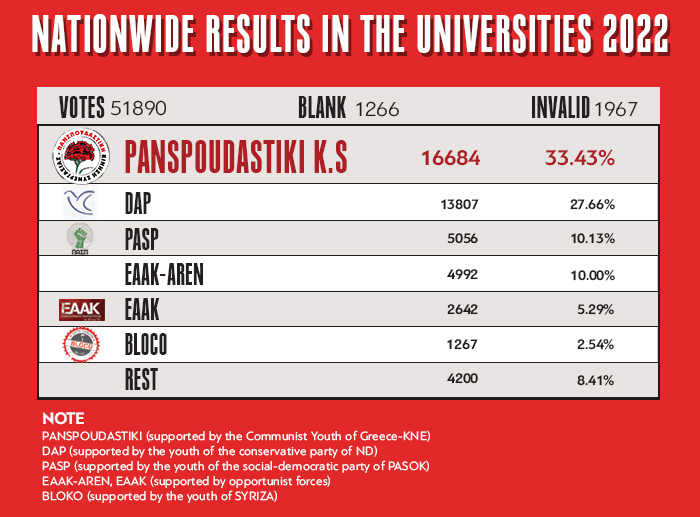 NATIONWIDE RESULTS IN THE UNIVERSITIES 2022
VOTES 51890 BLANK 1266 INVALID 1967
ΠΑΝΣΠΟΥΔΑΣΤΙΚΗ
PANSPOUDASTIKI K.S 16684 33.43%
DAP 13807 27.66%
PASP 5056 10.13%
EAAK-AREN 4992 10.00%
EAAK
EAAK 2642 5.29%
BLOCO
BLOCO 1267 2.54%
REST 4200 8.41%
NOTE
PANSPOUDASTIKI (supported by the Communist Youth of Greece-KNE)
DAP (supported by the youth of the conservative party of ND)
PASP (supported by the youth of the social-democratic party of PASOK)
EAAK-AREN, EAAK (supported by opportunist forces)
BLOKO (supported by the youth of SYRIZA)